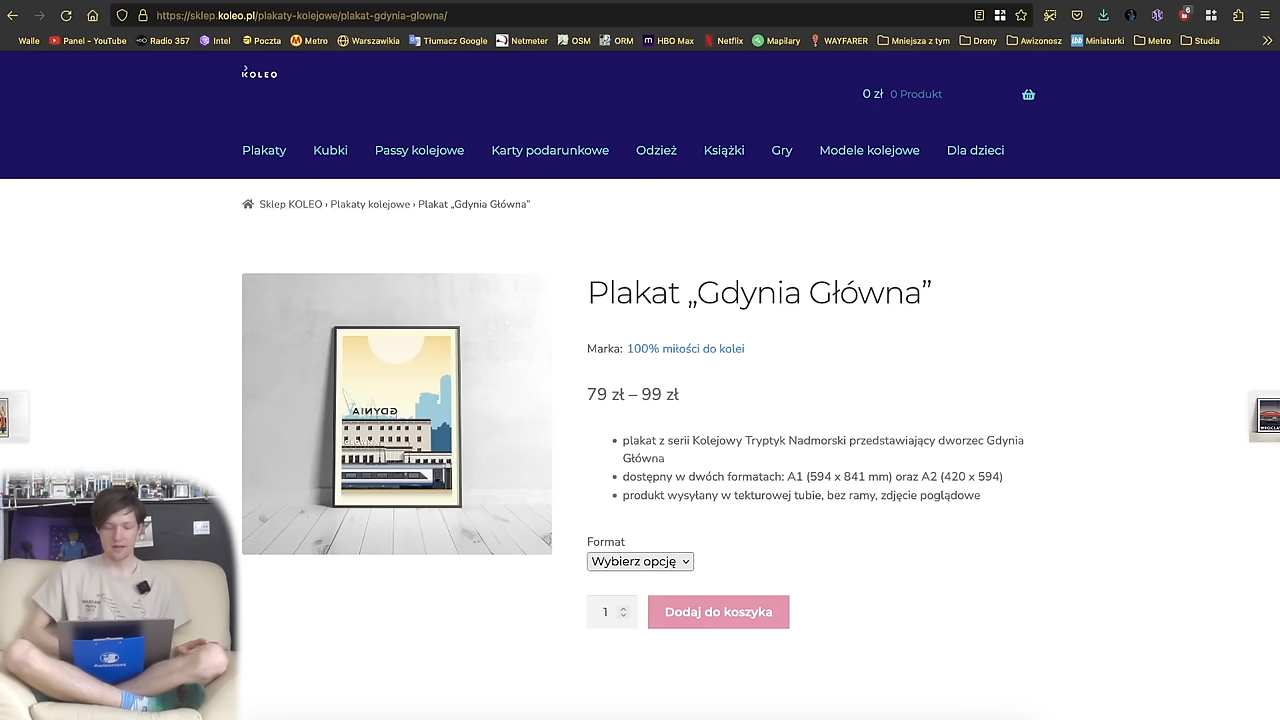 https://sklep.koleo.pl/plakaty-kolejowe/plakat-gdynia-glowna/
6
Walle Panel - YouTube Radio 357 Intel Poczta Metro Warszawikia Tłumacz Google Netmeter OSM ORM HBO Max Netflix Mapilary WAYFARER Mniejsza z tym Drony Awizonosz Miniaturki Metro Studia
KOLEO
0 zł 0 Produkt
Plakaty Kubki Passy kolejowe Karty podarunkowe Odzież Książki Gry Modele kolejowe Dla dzieci
Sklep KOLEO › Plakaty kolejowe › Plakat „Gdynia Główna”
Plakat „Gdynia Główna”
Marka: 100% miłości do kolei
79 zł – 99 zł
• plakat z serii Kolejowy Tryptyk Nadmorski przedstawiający dworzec Gdynia
Główna
• dostępny w dwóch formatach: A1 (594 x 841 mm) oraz A2 (420 x 594)
• produkt wysyłany w tekturowej tubie, bez ramy, zdjęcie poglądowe
Format
Wybierz opcję
1 Dodaj do koszyka
GDYNIA
WROCŁAW
Awizonosz